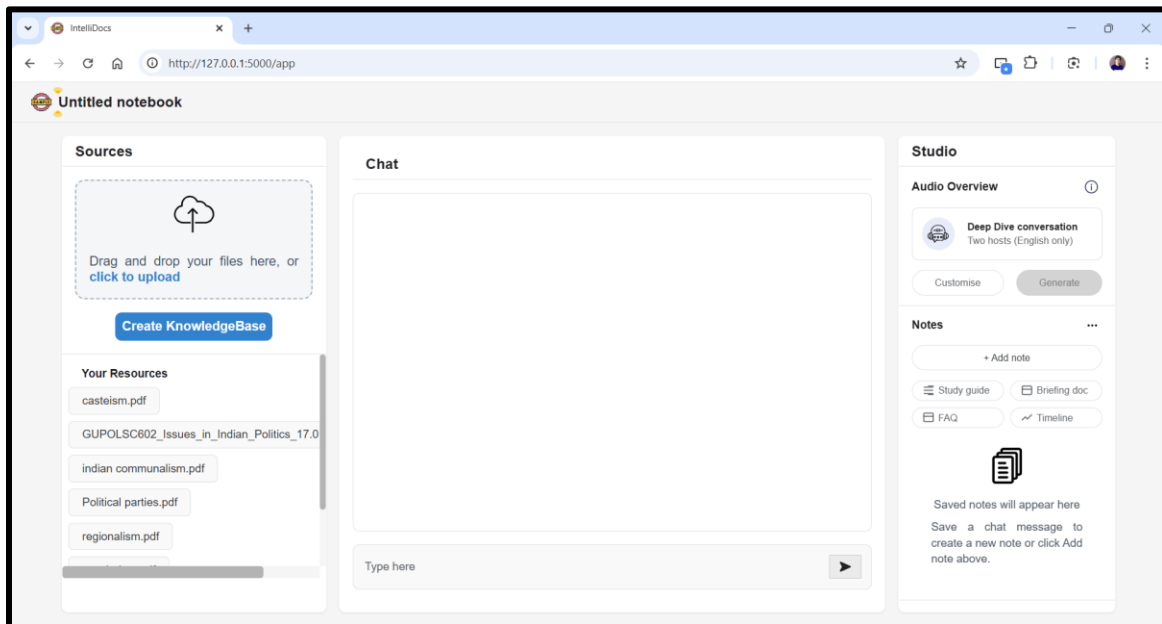 IntelliDocs
http://127.0.0.1:5000/app
Untitled notebook
Sources
Drag and drop your files here, or
click to upload
Create KnowledgeBase
Your Resources
casteism.pdf
GUPOLSC602_Issues_in_Indian_Politics_17.0
indian communalism.pdf
Political parties.pdf
regionalism.pdf
Chat
Type here
Studio
Audio Overview
Deep Dive conversation
Two hosts (English only)
Customise
Generate
Notes
+ Add note
Study guide
Briefing doc
FAQ
Timeline
Saved notes will appear here
Save a chat message to
create a new note or click Add
note above.